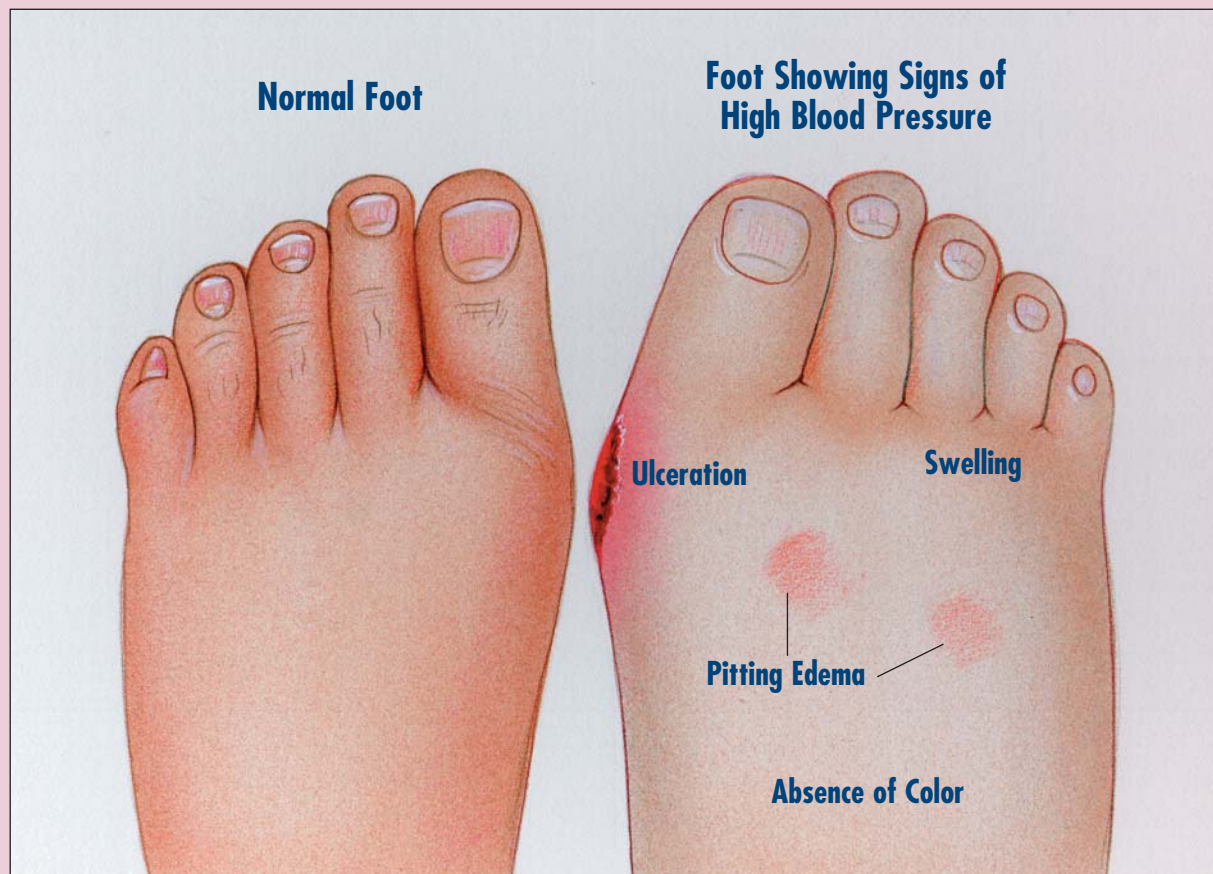 Normal Foot
Foot Showing Signs of
High Blood Pressure
Ulceration
Swelling
Pitting Edema
Absence of Color